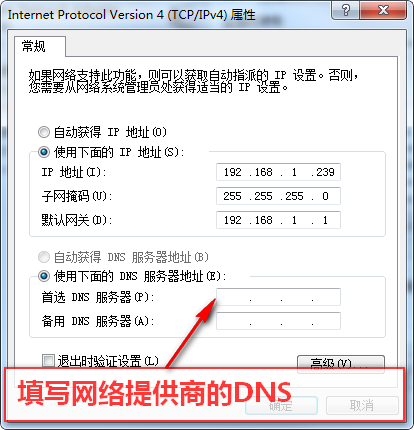 Internet Protocol Version 4 (TCP/IPv4) 属性
常规
如果网络支持此功能，则可以获取自动指派的 IP 设置。否则，
您需要从网络系统管理员处获得适当的 IP 设置。
自动获得 IP 地址(O)
使用下面的 IP 地址(S):
IP 地址(I): 192 .168 . 1 .239
子网掩码(U): 255 .255 .255 . 0
默认网关(D): 192 .168 . 1 . 1
自动获得 DNS 服务器地址(B)
使用下面的 DNS 服务器地址(E):
首选 DNS 服务器(P): . . .
备用 DNS 服务器(A): . . .
退出时验证设置(L)
高级(V)...
填写网络提供商的DNS
确定 取消